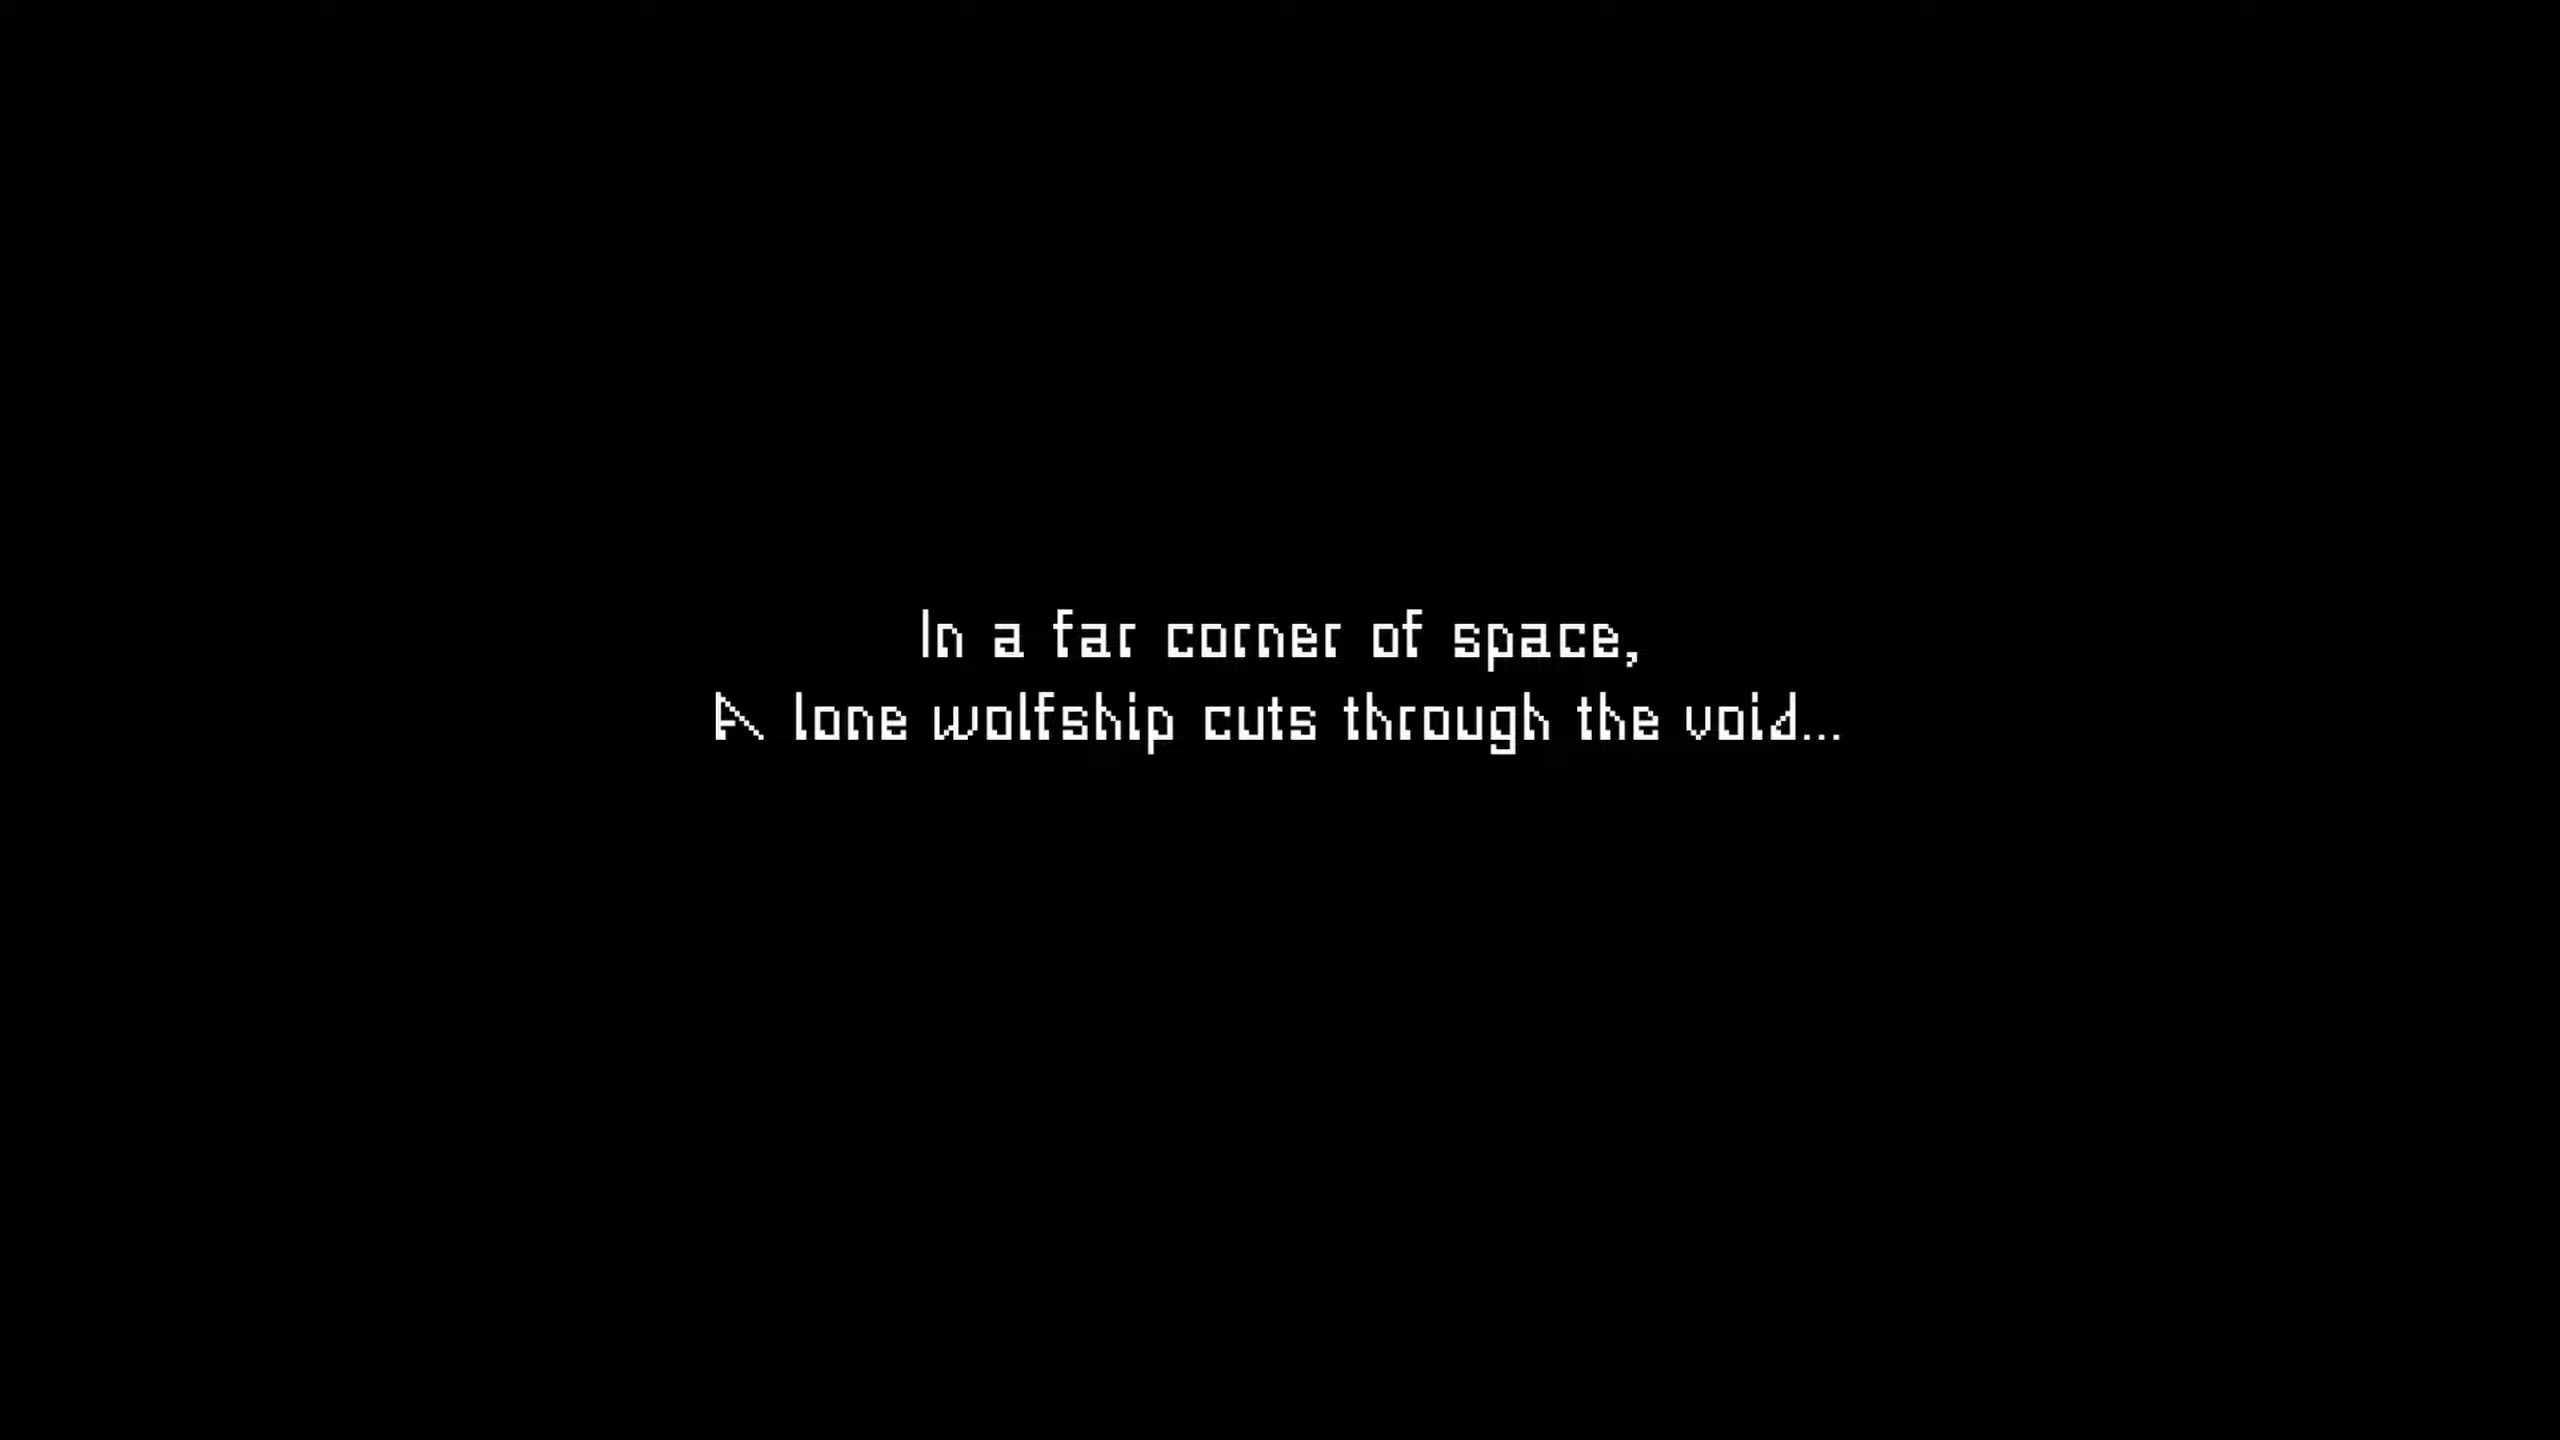 In a far corner of space,
A lone wolfship cuts through the void...